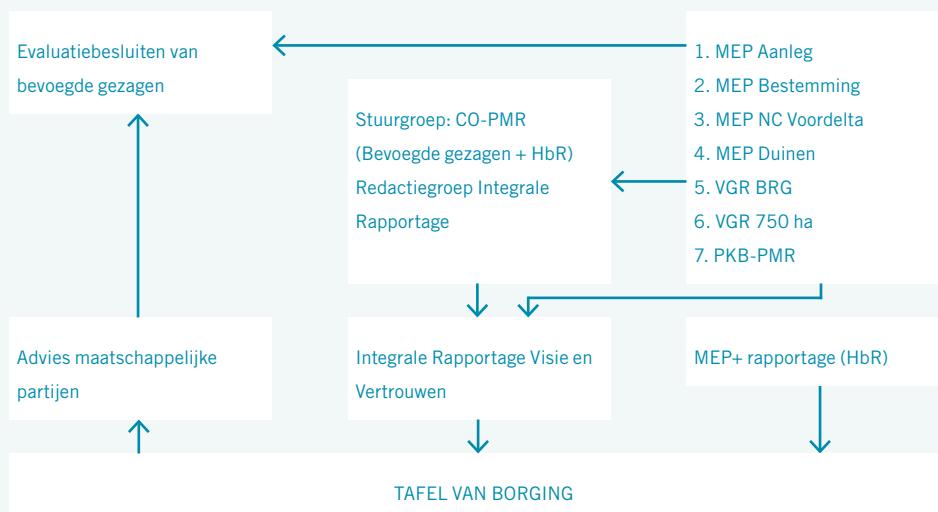 Evaluatiebesluiten van
bevoegde gezagen
Stuurgroep: CO-PMR
(Bevoegde gezagen + HbR)
Redactiegroep Integrale
Rapportage
1. MEP Aanleg
2. MEP Bestemming
3. MEP NC Voordelta
4. MEP Duinen
5. VGR BRG
6. VGR 750 ha
7. PKB-PMR
Advies maatschappelijke
partijen
Integrale Rapportage Visie en
Vertrouwen
MEP+ rapportage (HbR)
TAFEL VAN BORGING